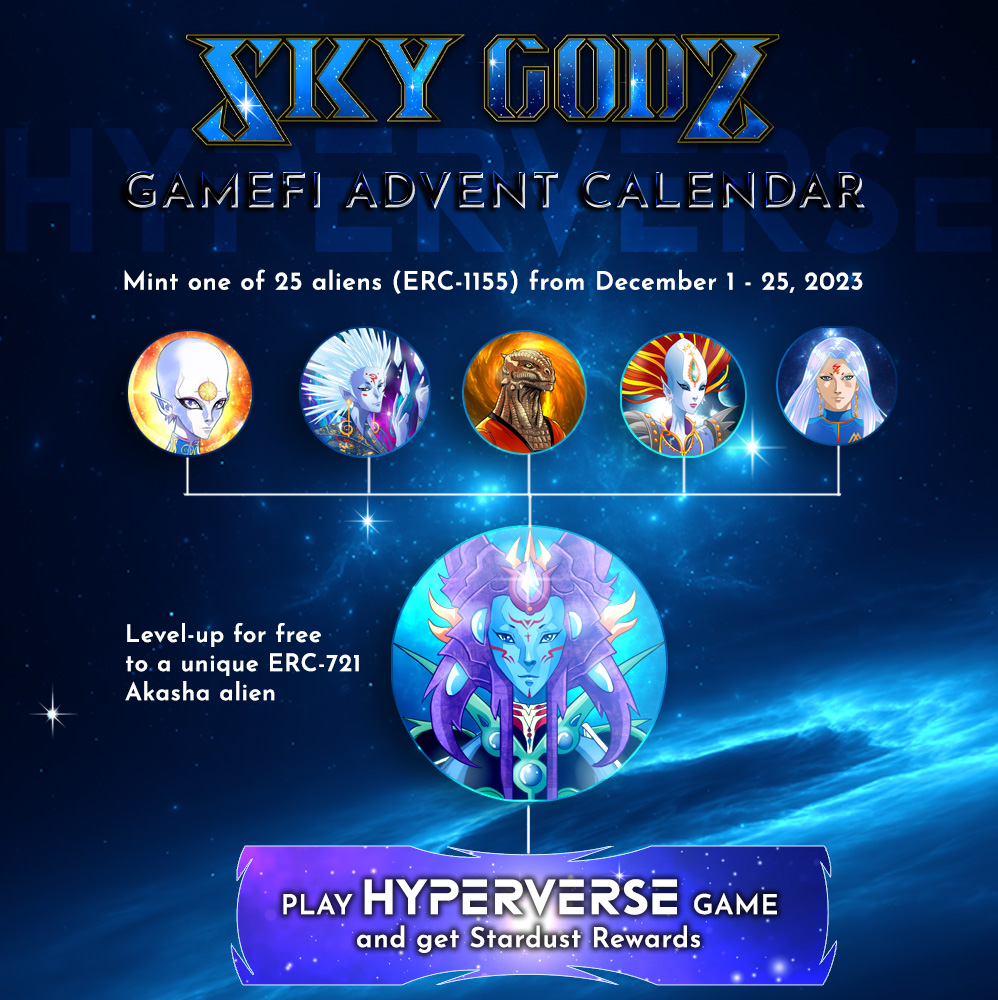 SKY GODZ
HYPERVERSE
GAMEFI ADVENT CALENDAR
Mint one of 25 aliens (ERC-1155) from December 1 - 25, 2023
Level-up for free
to a unique ERC-721
Akasha alien
PLAY HYPERVERSE GAME
and get Stardust Rewards